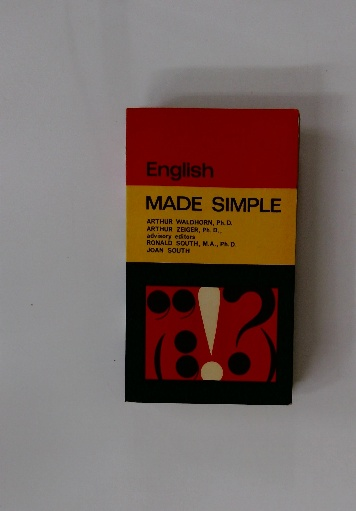 English
MADE SIMPLE
ARTHUR WALDHORN, Ph.D.
ARTHUR ZEIGER, Ph. D.,
advisory editors
RONALD SOUTH, M.A., Ph. D
JOAN SOUTH